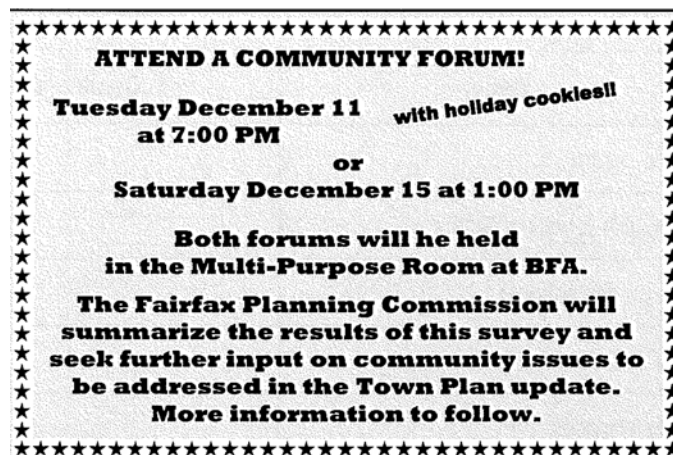 ATTEND A COMMUNITY FORUM!
Tuesday December 11
at 7:00 PM
with holiday cookies!!
or
Saturday December 15 at 1:00 PM
Both forums will he held
in the Multi-Purpose Room at BFA.
The Fairfax Planning Commission will
summarize the results of this survey and
seek further input on community issues to
be addressed in the Town Plan update.
More information to follow.